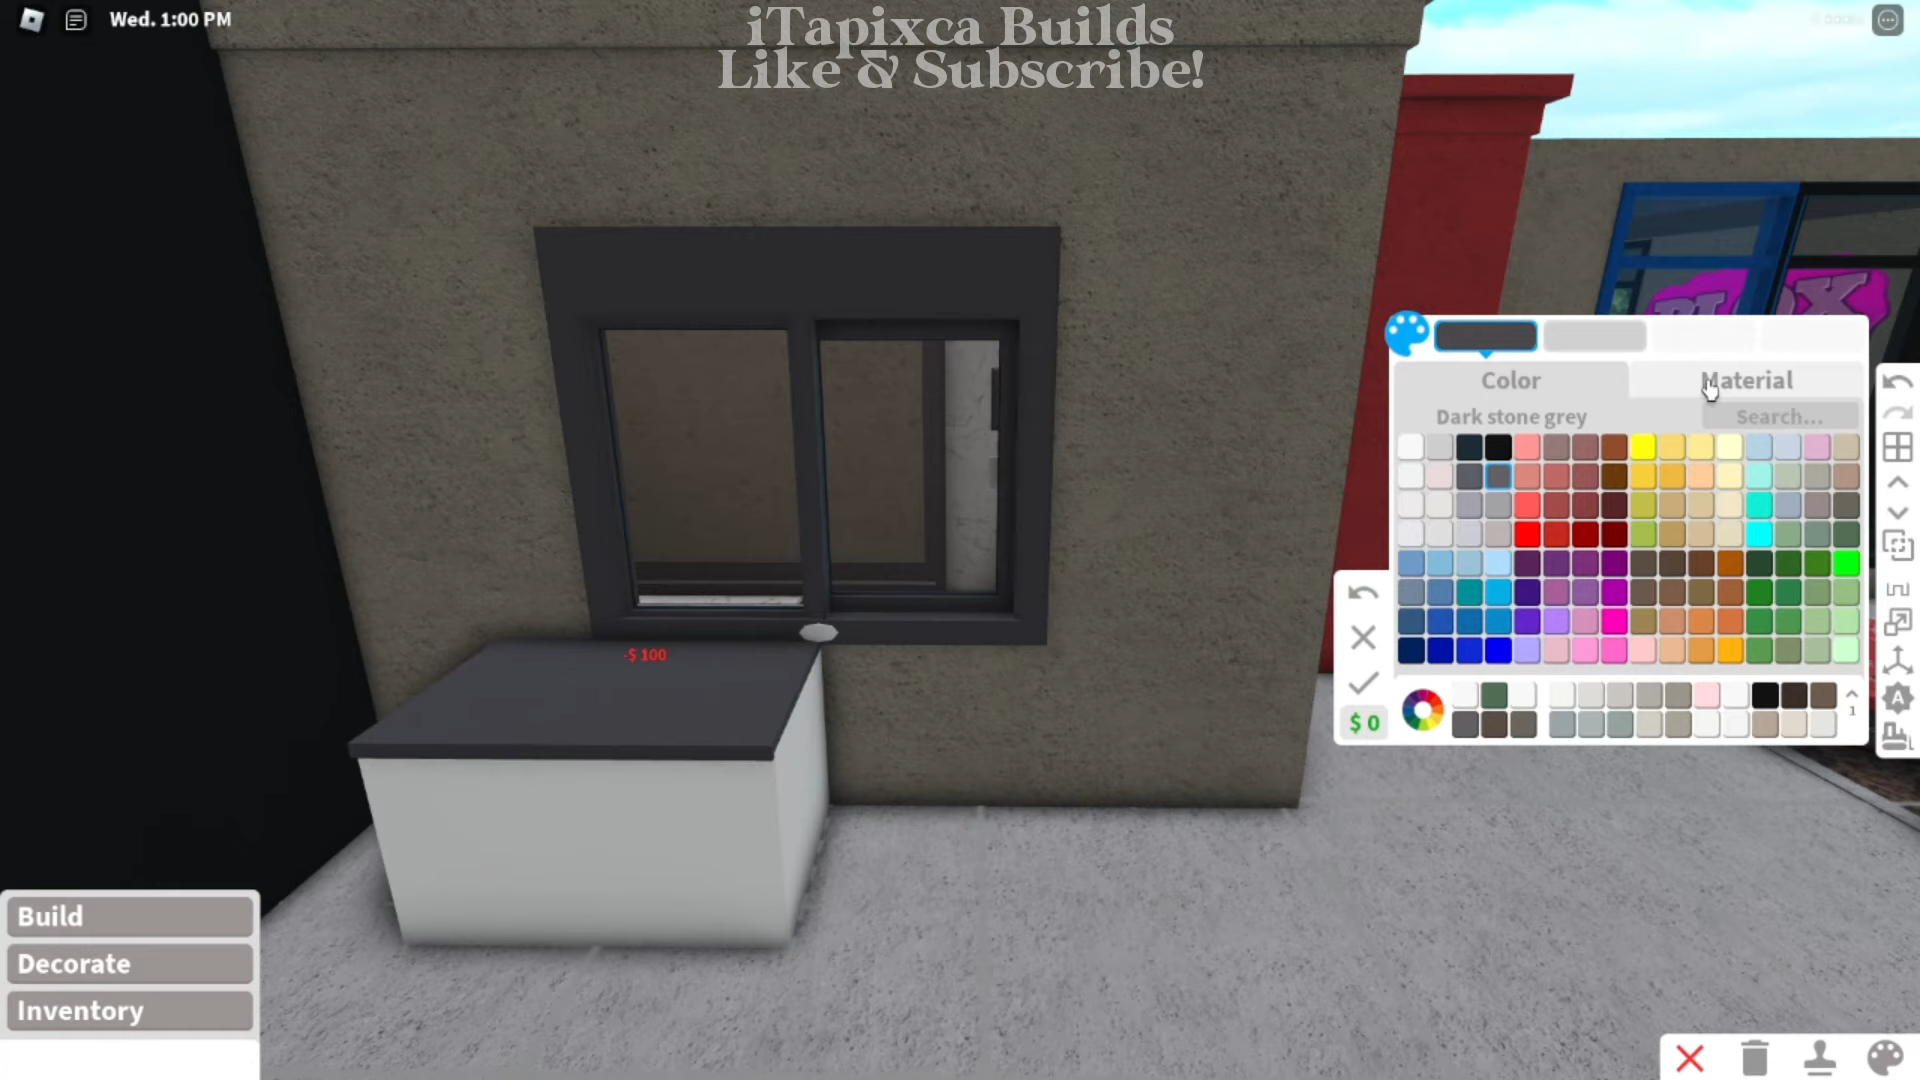 Wed. 1:00 PM
iTapixca Builds
Like & Subscribe!
Color
Material
Dark stone grey
Search...
-$ 100
$ 0
1
A
Build
Decorate
Inventory